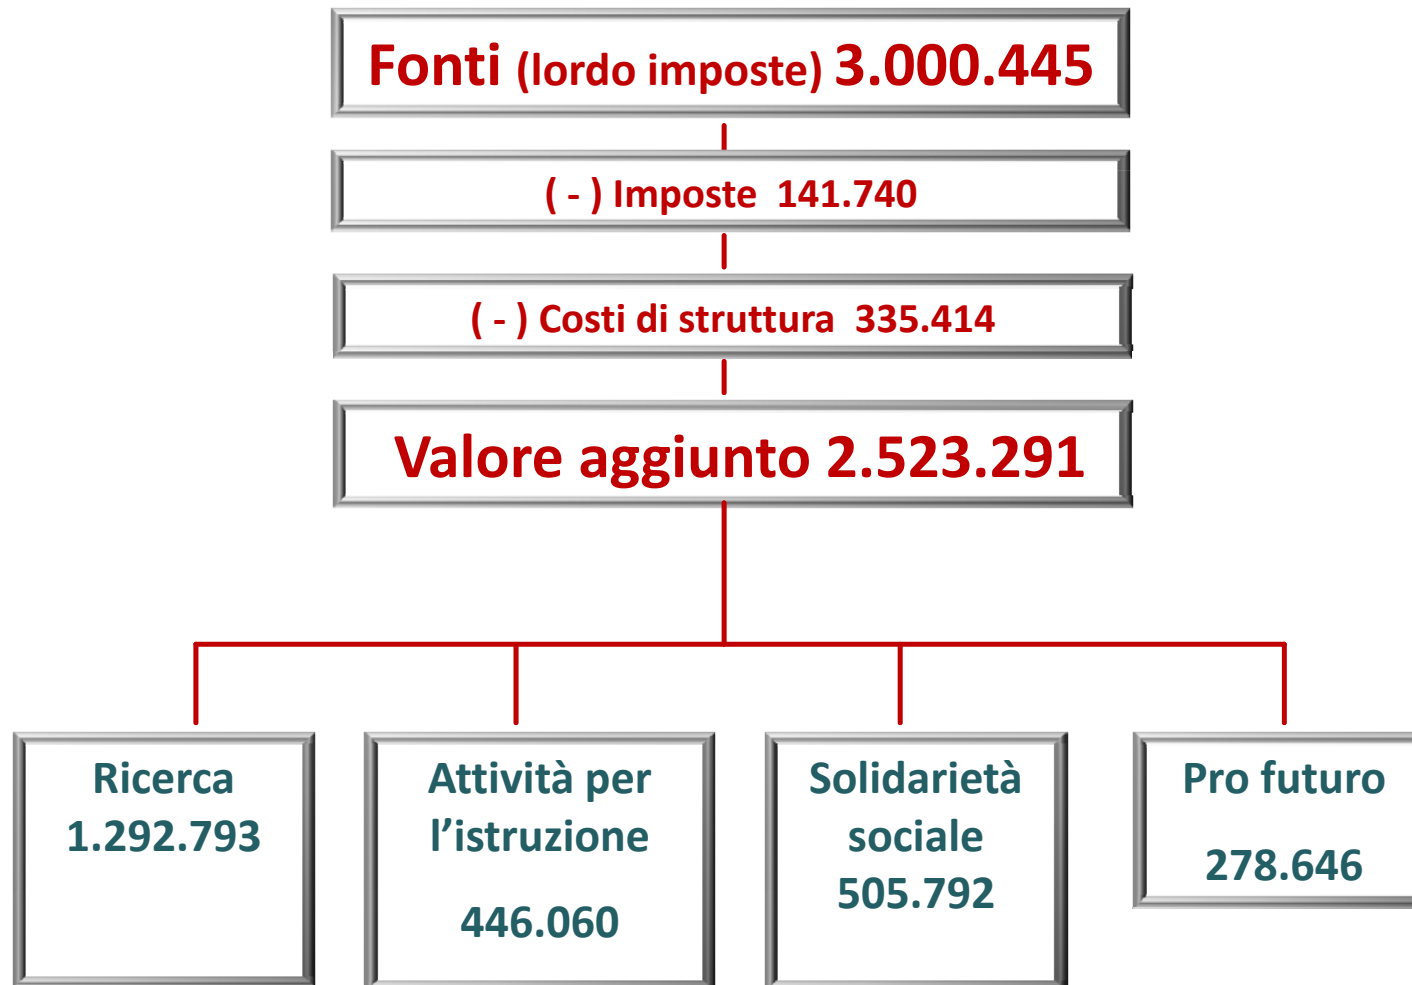 Fonti (lordo imposte) 3.000.445
( - ) Imposte 141.740
( - ) Costi di struttura 335.414
Valore aggiunto 2.523.291
Ricerca
1.292.793
Attività per
l’istruzione
446.060
Solidarietà
sociale
505.792
Pro futuro
278.646